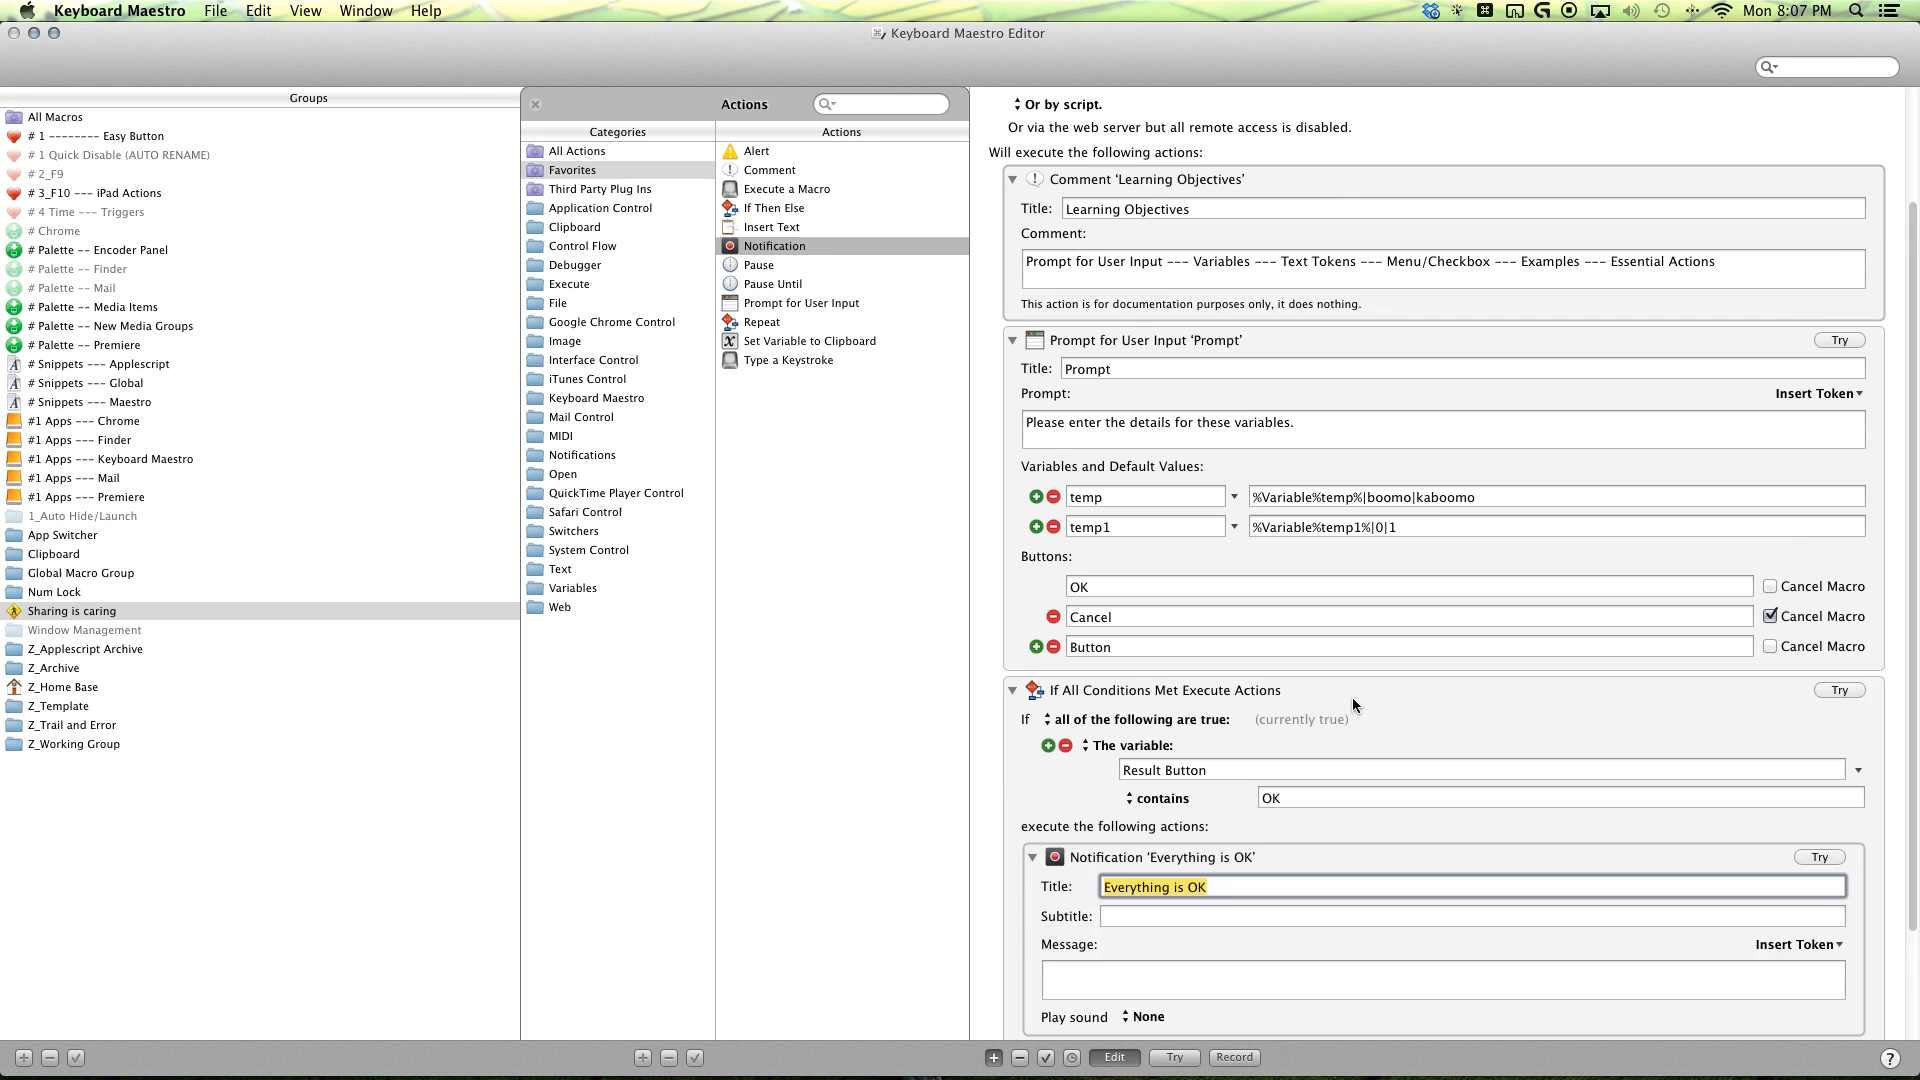 Keyboard Maestro File Edit View Window Help Mon 8:07 PM
Keyboard Maestro Editor
Groups
All Macros
# 1 -------- Easy Button
# 1 Quick Disable (AUTO RENAME)
# 2_F9
# 3_F10 --- iPad Actions
# 4 Time --- Triggers
# Chrome
# Palette -- Encoder Panel
# Palette -- Finder
# Palette -- Mail
# Palette -- Media Items
# Palette -- New Media Groups
# Palette -- Premiere
# Snippets --- Applescript
# Snippets --- Global
# Snippets --- Maestro
#1 Apps --- Chrome
#1 Apps --- Finder
#1 Apps --- Keyboard Maestro
#1 Apps --- Mail
#1 Apps --- Premiere
1_Auto Hide/Launch
App Switcher
Clipboard
Global Macro Group
Num Lock
Sharing is caring
Window Management
Z_Applescript Archive
Z_Archive
Z_Home Base
Z_Template
Z_Trail and Error
Z_Working Group
Actions
Categories
All Actions
Favorites
Third Party Plug Ins
Application Control
Clipboard
Control Flow
Debugger
Execute
File
Google Chrome Control
Image
Interface Control
iTunes Control
Keyboard Maestro
Mail Control
MIDI
Notifications
Open
QuickTime Player Control
Safari Control
Switchers
System Control
Text
Variables
Web
Actions
Alert
Comment
Execute a Macro
If Then Else
Insert Text
Notification
Pause
Pause Until
Prompt for User Input
Repeat
Set Variable to Clipboard
Type a Keystroke
Or by script.
Or via the web server but all remote access is disabled.
Will execute the following actions:
Comment ‘Learning Objectives’
Title: Learning Objectives
Comment:
Prompt for User Input --- Variables --- Text Tokens --- Menu/Checkbox --- Examples --- Essential Actions
This action is for documentation purposes only, it does nothing.
Prompt for User Input ‘Prompt’ Try
Title: Prompt
Prompt: Insert Token
Please enter the details for these variables.
Variables and Default Values:
temp %Variable%temp%|boomo|kaboomo
temp1 %Variable%temp1%|0|1
Buttons:
OK Cancel Macro
Cancel Cancel Macro
Button Cancel Macro
If All Conditions Met Execute Actions Try
If all of the following are true: (currently true)
The variable:
Result Button
contains OK
execute the following actions:
Notification ‘Everything is OK’ Try
Title: Everything is OK
Subtitle:
Message: Insert Token
Play sound None
Edit Try Record ?